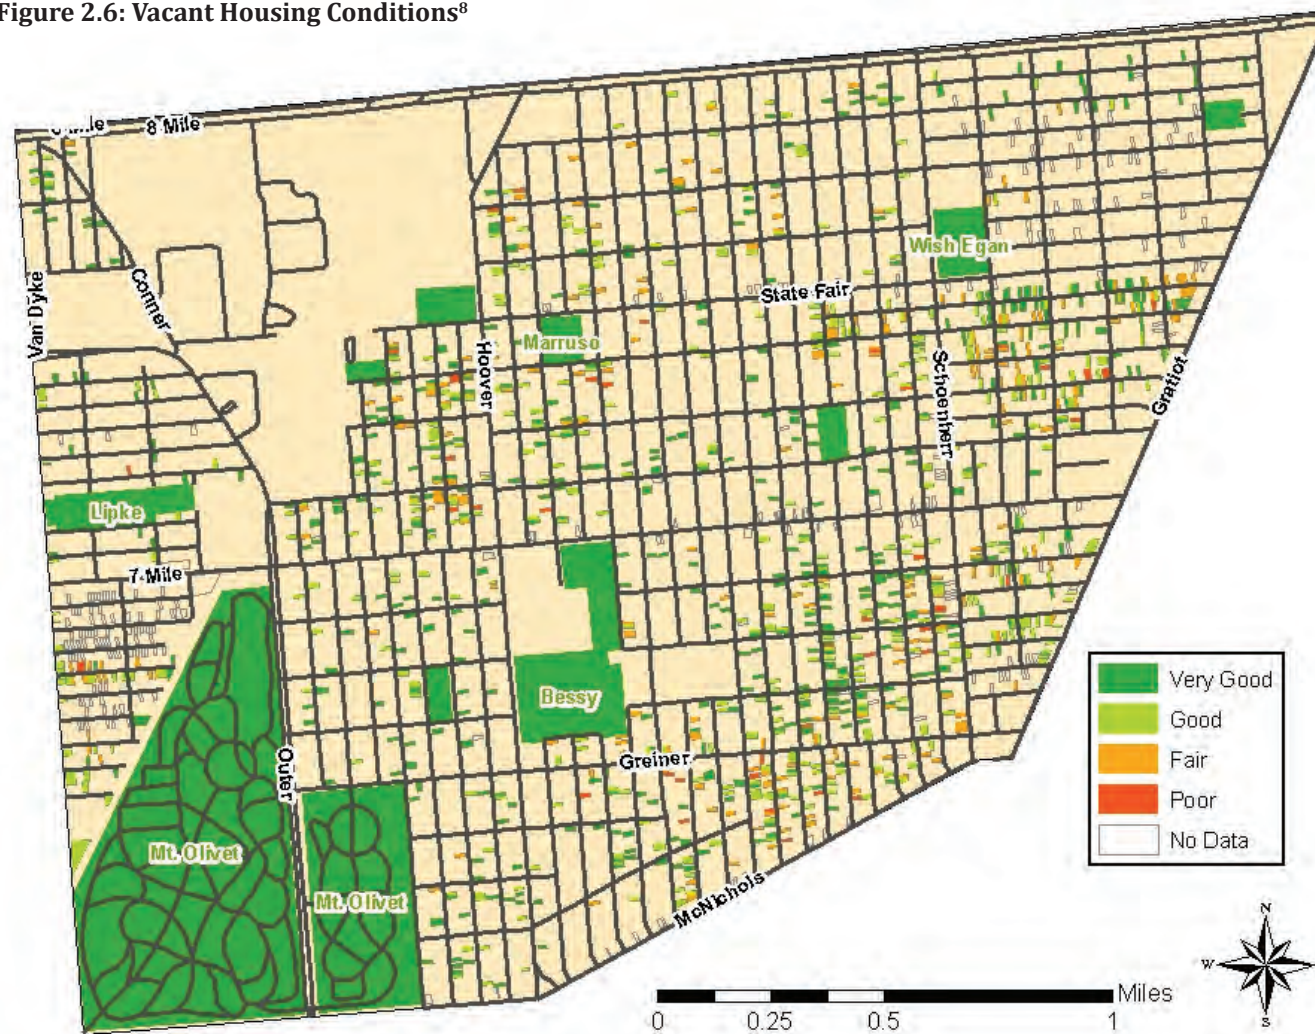 Figure 2.6: Vacant Housing Conditions⁸
8 Mile
Van Dyke
Conner
Wish Egan
State Fair
Marruso
Hoover
Schoenherr
Gratiot
Lipke
7 Mile
Bessy
Outer
Greiner
Mt. Olivet
Mt. Olivet
McNichols
Very Good
Good
Fair
Poor
No Data
N
W
S
Miles
0 0.25 0.5 1